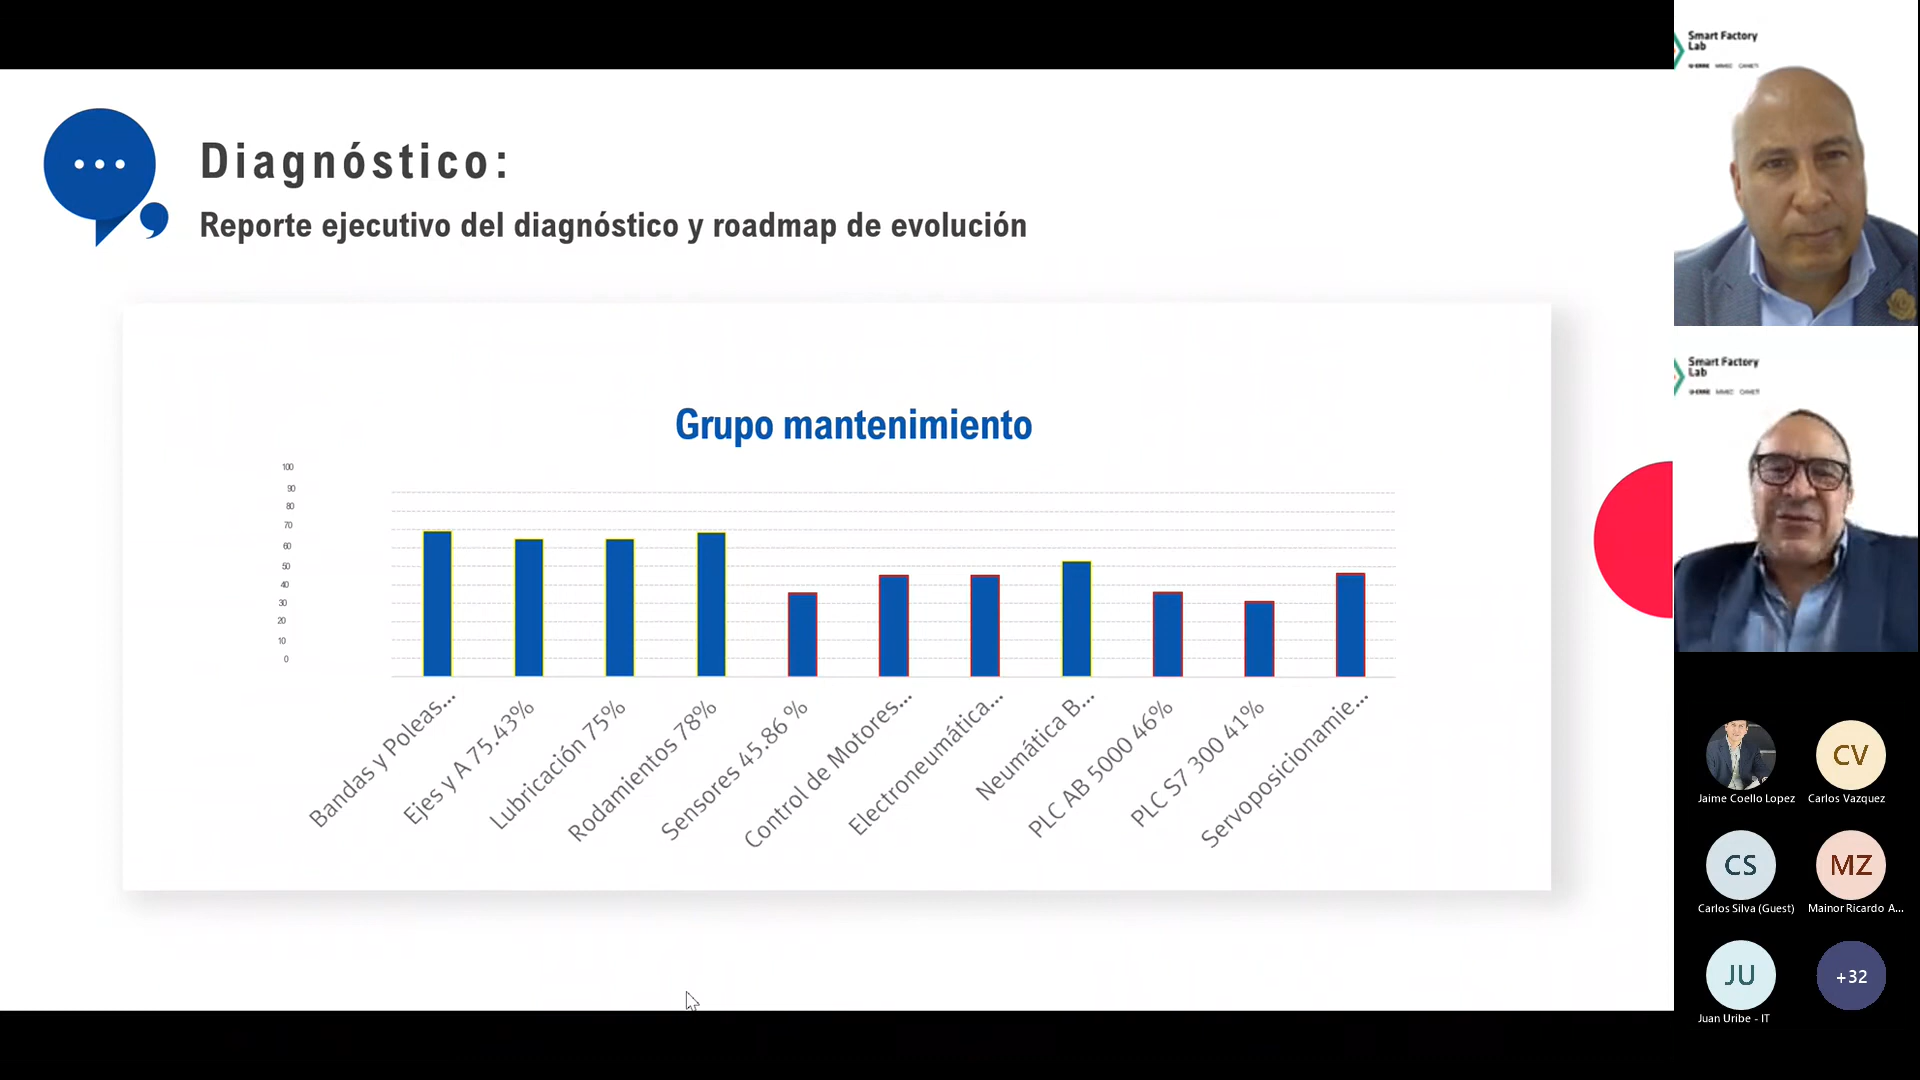 Diagnóstico:
Reporte ejecutivo del diagnóstico y roadmap de evolución
Grupo mantenimiento
100
90
80
70
60
50
40
30
20
10
0
Bandas y Poleas...
Ejes y A 75.43%
Lubricación 75%
Rodamientos 78%
Sensores 45.86 %
Control de Motores...
Electroneumática...
Neumática B...
PLC AB 5000 46%
PLC S7 300 41%
Servoposicionamie...
Smart Factory
Lab
Smart Factory
Lab
Jaime Coello Lopez
CV
Carlos Vazquez
CS
Carlos Silva (Guest)
MZ
Mainor Ricardo A...
JU
Juan Uribe - IT
+32